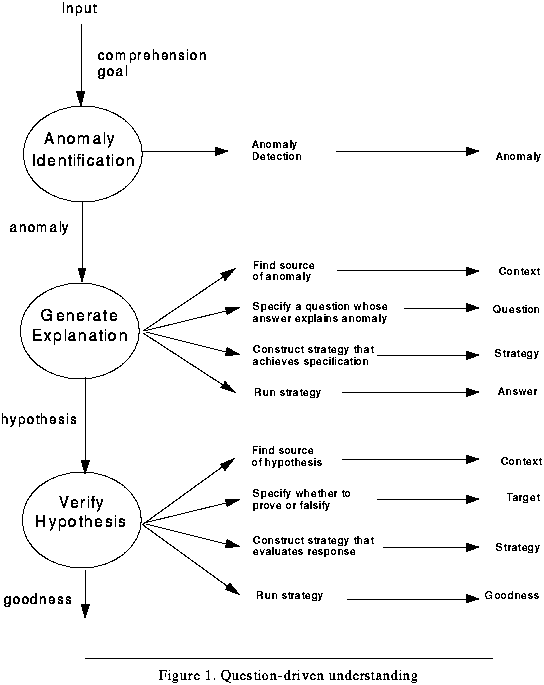 Input
comprehension
goal
Anomaly
Identification
Anomaly
Detection
Anomaly
anomaly
Generate
Explanation
Find source
of anomaly
Context
Specify a question whose
answer explains anomaly
Question
Construct strategy that
achieves specification
Strategy
Run strategy
Answer
hypothesis
Verify
Hypothesis
Find source
of hypothesis
Context
Specify whether to
prove or falsify
Target
Construct strategy that
evaluates response
Strategy
Run strategy
Goodness
goodness
Figure 1. Question-driven understanding